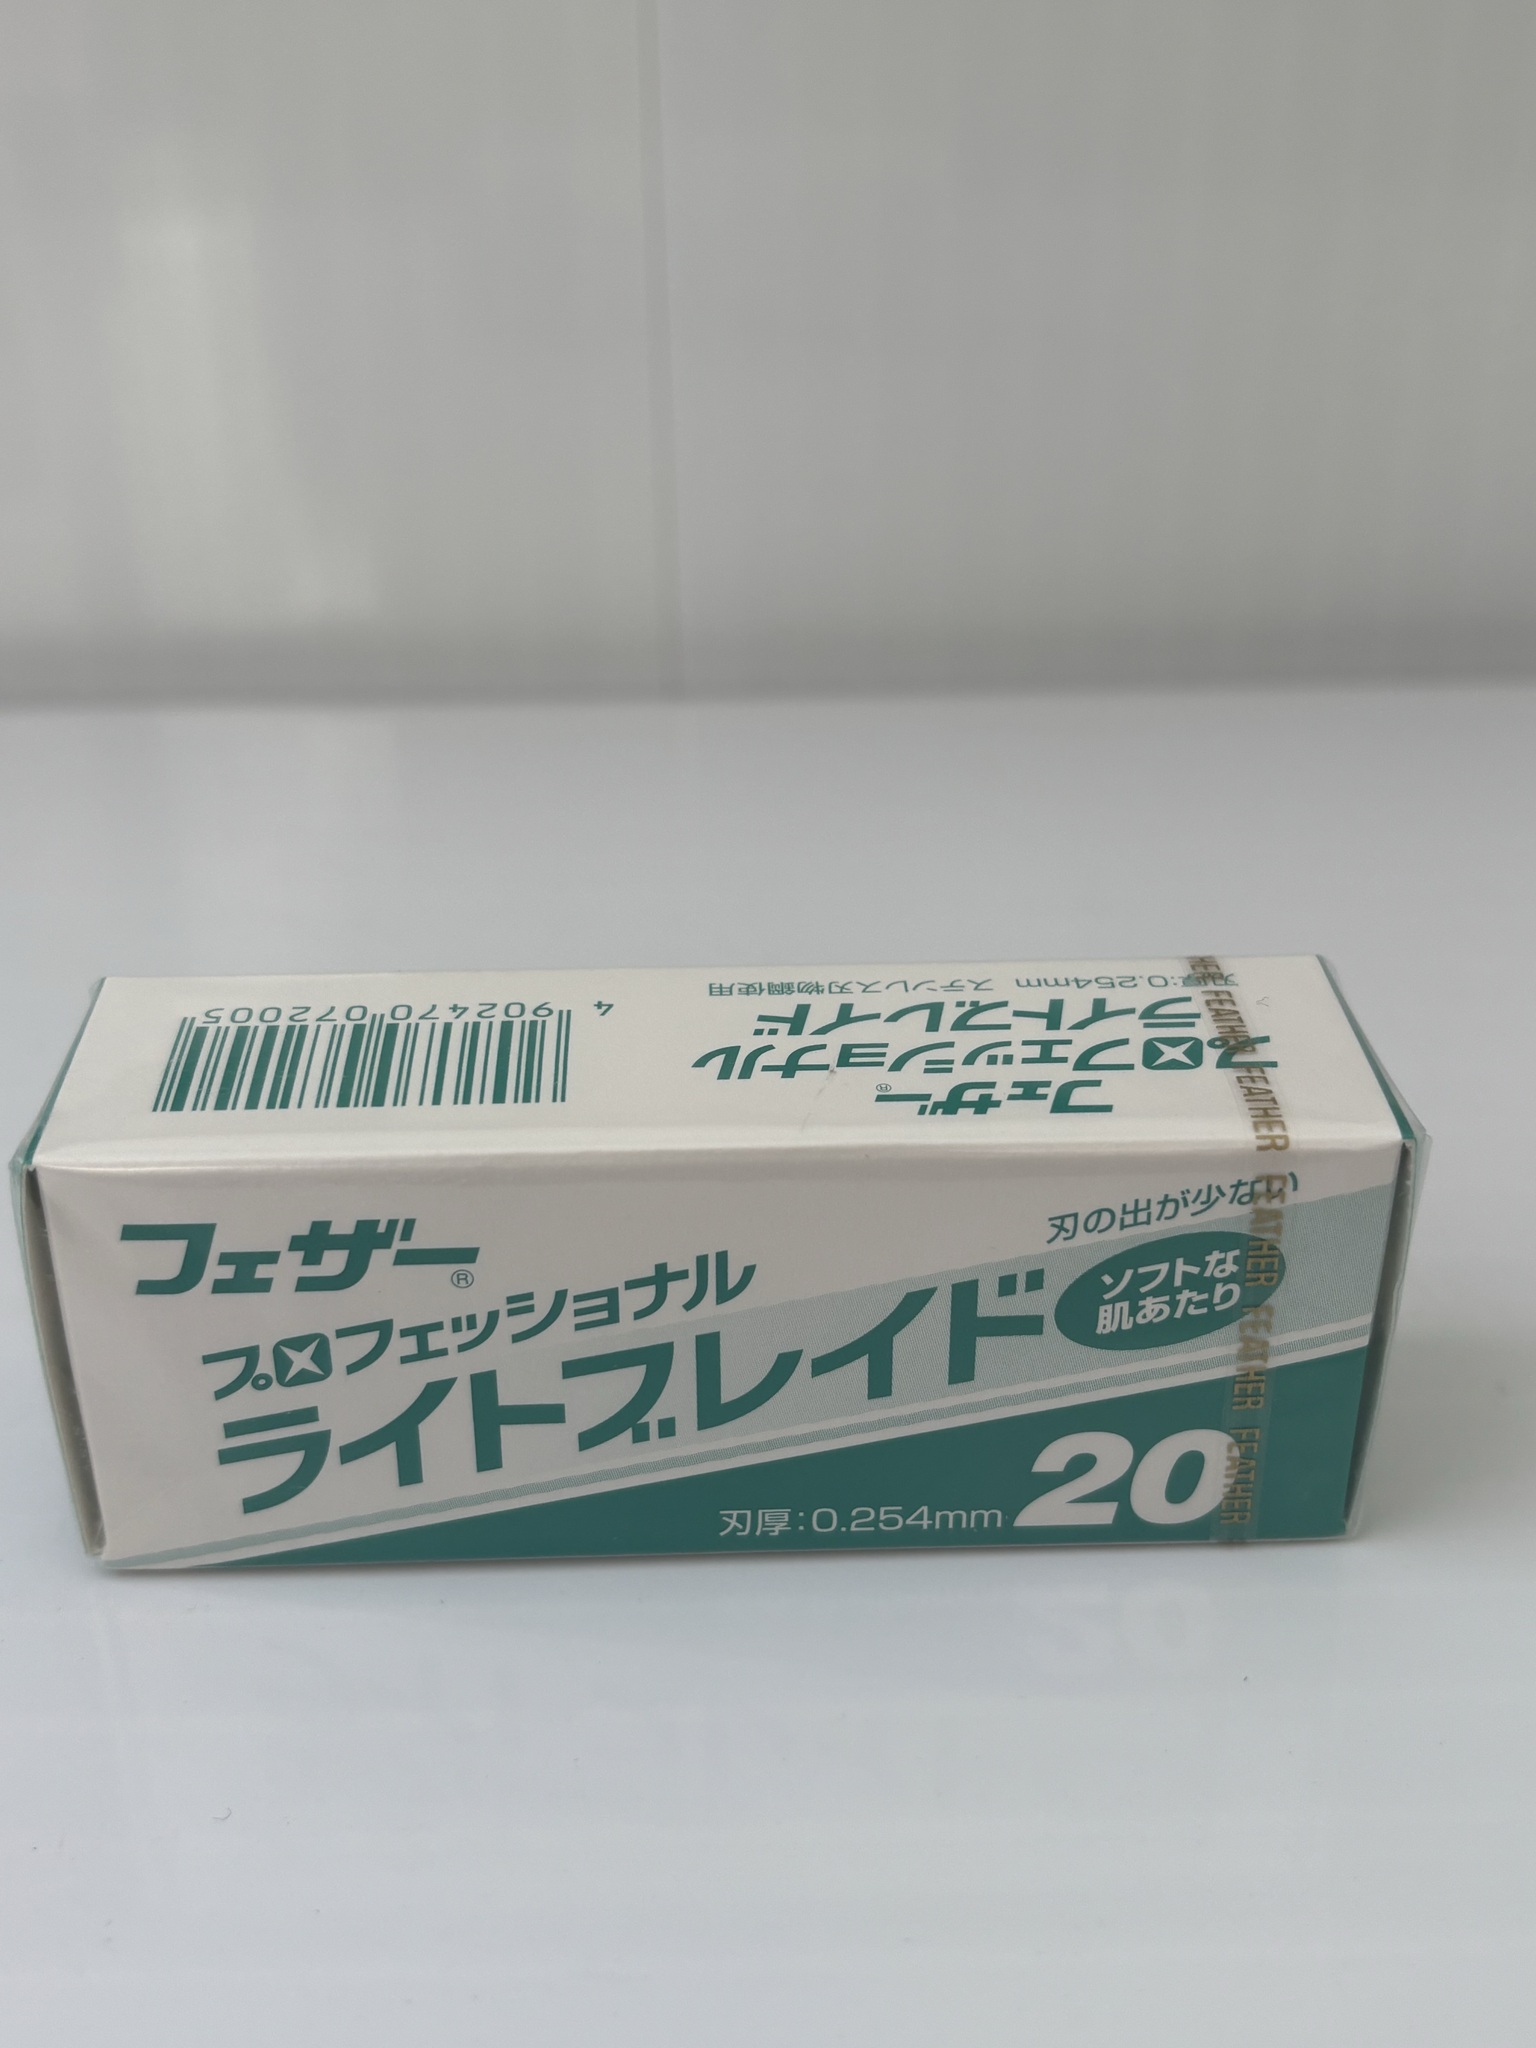 4 902470 072005
フェザー®
プロフェッショナル
ライトブレイド
刃厚:0.254mm ステンレス刃物鋼使用
フェザー®
プロフェッショナル
ライトブレイド
刃の出が少ない
ソフトな
肌あたり
刃厚:0.254mm
20
FEATHER FEATHER FEATHER FEATHER FEATHER